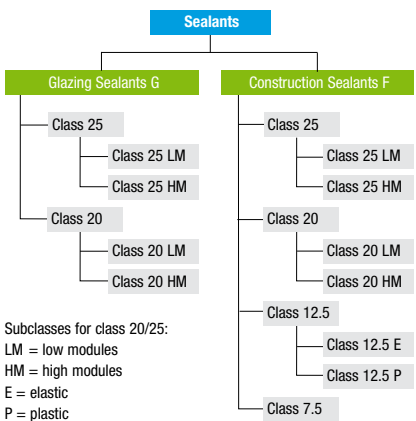 Sealants
Glazing Sealants G
Class 25
Class 25 LM
Class 25 HM
Class 20
Class 20 LM
Class 20 HM
Construction Sealants F
Class 25
Class 25 LM
Class 25 HM
Class 20
Class 20 LM
Class 20 HM
Class 12.5
Class 12.5 E
Class 12.5 P
Class 7.5
Subclasses for class 20/25:
LM = low modules
HM = high modules
E = elastic
P = plastic